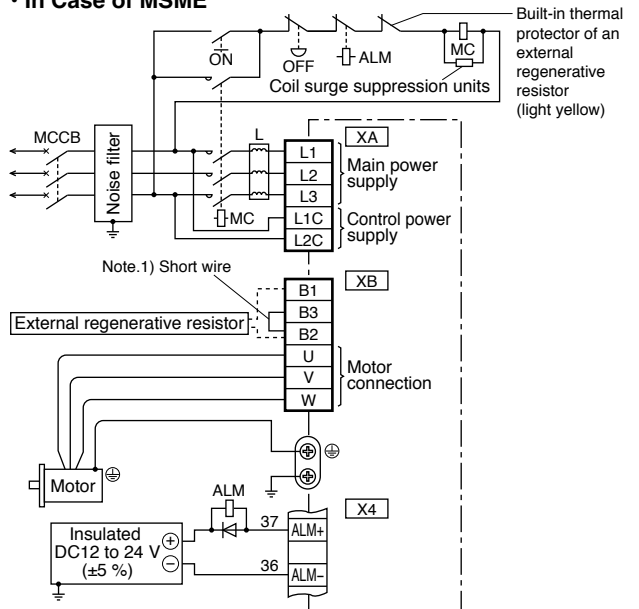 • In Case of MSME
ON
OFF
ALM
MC
Coil surge suppression units
Built-in thermal
protector of an
external
regenerative
resistor
(light yellow)
MCCB
Noise filter
L
MC
XA
L1
L2
L3
L1C
L2C
Main power
supply
Control power
supply
Note.1) Short wire
XB
B1
B3
B2
U
V
W
External regenerative resistor
Motor
connection
Motor
ALM
X4
Insulated
DC12 to 24 V
(±5 %)
+
−
37
ALM+
36
ALM−